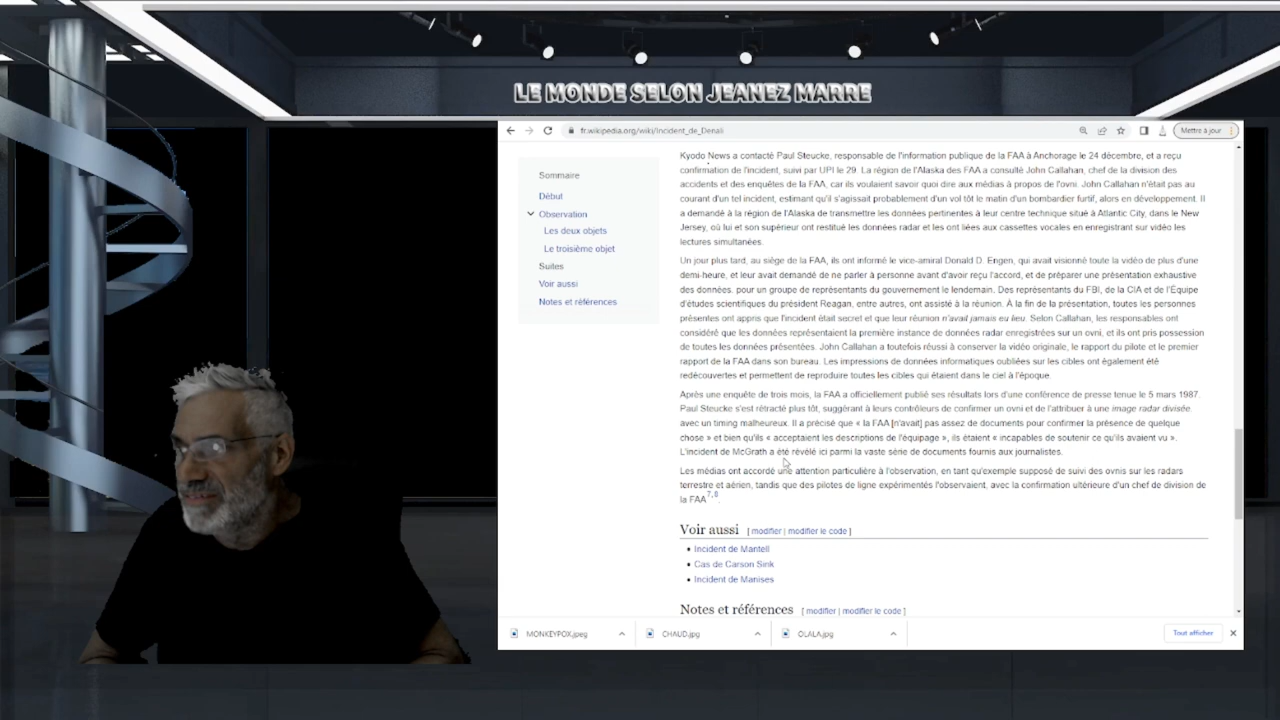 LE MONDE SELON JEANEZ MARRE
fr.wikipedia.org/wiki/Incident_de_Denali
Mettre à jour
Sommaire
Début
Observation
Les deux objets
Le troisième objet
Suites
Voir aussi
Notes et références
Kyodo News a contacté Paul Steucke, responsable de l'information publique de la FAA à Anchorage le 24 décembre, et a reçu
confirmation de l'incident, suivi par UPI le 29. La région de l'Alaska des FAA a consulté John Callahan, chef de la division des
accidents et des enquêtes de la FAA, car ils voulaient savoir quoi dire aux médias à propos de l'ovni. John Callahan n'était pas au
courant d'un tel incident, estimant qu'il s'agissait probablement d'un vol tôt le matin d'un bombardier furtif, alors en développement. Il
a demandé à la région de l'Alaska de transmettre les données pertinentes à leur centre technique situé à Atlantic City, dans le New
Jersey, où lui et son supérieur ont restitué les données radar et les ont liées aux cassettes vocales en enregistrant sur vidéo les
lectures simultanées.
Un jour plus tard, au siège de la FAA, ils ont informé le vice-amiral Donald D. Engen, qui avait visionné toute la vidéo de plus d'une
demi-heure, et leur avait demandé de ne parler à personne avant d'avoir reçu l'accord, et de préparer une présentation exhaustive
des données. pour un groupe de représentants du gouvernement le lendemain. Des représentants du FBI, de la CIA et de l'Équipe
d'études scientifiques du président Reagan, entre autres, ont assisté à la réunion. À la fin de la présentation, toutes les personnes
présentes ont appris que l'incident était secret et que leur réunion n'avait jamais eu lieu. Selon Callahan, les responsables ont
considéré que les données représentaient la première instance de données radar enregistrées sur un ovni, et ils ont pris possession
de toutes les données présentées. John Callahan a toutefois réussi à conserver la vidéo originale, le rapport du pilote et le premier
rapport de la FAA dans son bureau. Les impressions de données informatiques oubliées sur les cibles ont également été
redécouvertes et permettent de reproduire toutes les cibles qui étaient dans le ciel à l'époque.
Après une enquête de trois mois, la FAA a officiellement publié ses résultats lors d'une conférence de presse tenue le 5 mars 1987.
Paul Steucke s'est rétracté plus tôt, suggérant à leurs contrôleurs de confirmer un ovni et de l'attribuer à une image radar divisée
avec un timing malheureux. Il a précisé que « la FAA [n'avait] pas assez de documents pour confirmer la présence de quelque
chose » et bien qu'ils « acceptaient les descriptions de l'équipage », ils étaient « incapables de soutenir ce qu'ils avaient vu ».
L'incident de McGrath a été révélé ici parmi la vaste série de documents fournis aux journalistes.
Les médias ont accordé une attention particulière à l'observation, en tant qu'exemple supposé de suivi des ovnis sur les radars
terrestre et aérien, tandis que des pilotes de ligne expérimentés l'observaient, avec la confirmation ultérieure d'un chef de division de
la FAA7,8.
Voir aussi [ modifier | modifier le code ]
Incident de Mantell
Cas de Carson Sink
Incident de Manises
Notes et références [ modifier | modifier le code ]
MONKEYPOX.jpeg
CHAUD.jpg
OLALA.jpg
Tout afficher